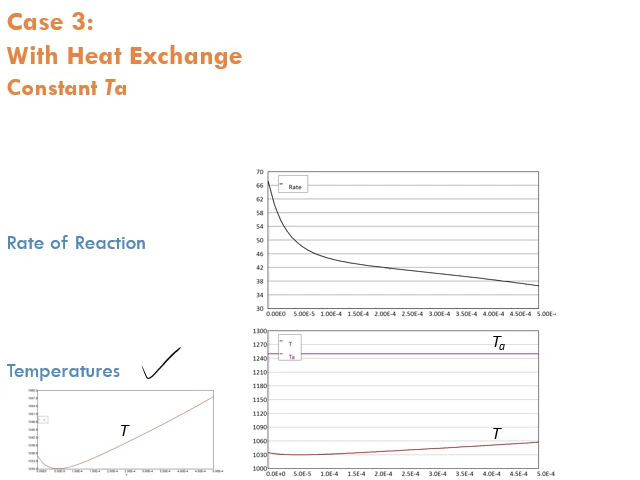 Case 3:
With Heat Exchange
Constant Ta
70
66
62
58
54
50
46
42
38
34
30
Rate
0.00E0 5.00E-5 1.00E-4 1.50E-4 2.00E-4 2.50E-4 3.00E-4 3.50E-4 4.00E-4 4.50E-4 5.00E-
Rate of Reaction
1300
1270
1240
1210
1180
1150
1120
1090
1060
1030
1000
T
Ta
Ta
T
0.00E+0 5.0E-5 1.0E-4 1.5E-4 2.0E-4 2.5E-4 3.0E-4 3.5E-4 4.0E-4 4.5E-4 5.0E-4
Temperatures
T